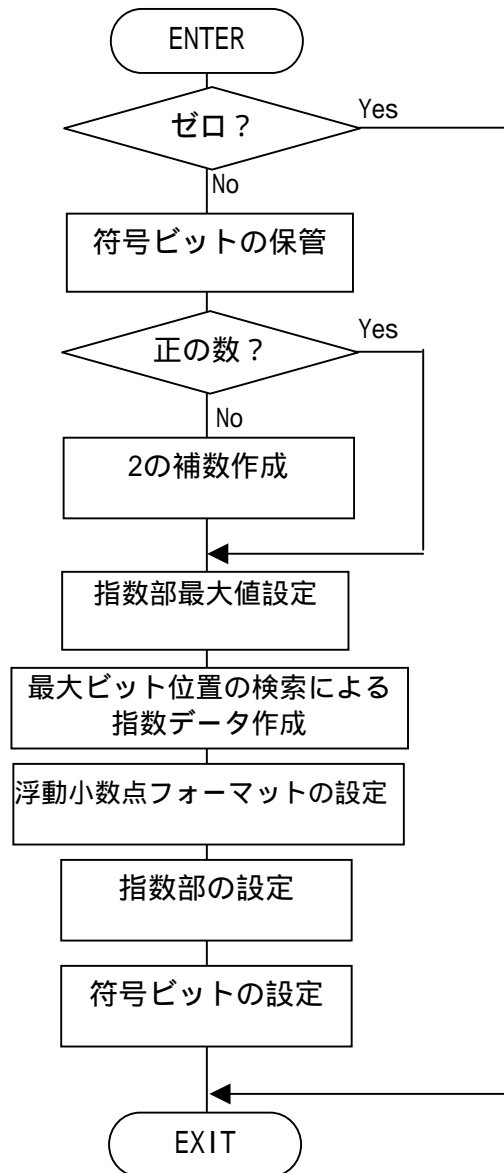 ENTER
ゼロ？
Yes
No
符号ビットの保管
正の数？
Yes
No
2の補数作成
指数部最大値設定
最大ビット位置の検索による
指数データ作成
浮動小数点フォーマットの設定
指数部の設定
符号ビットの設定
EXIT